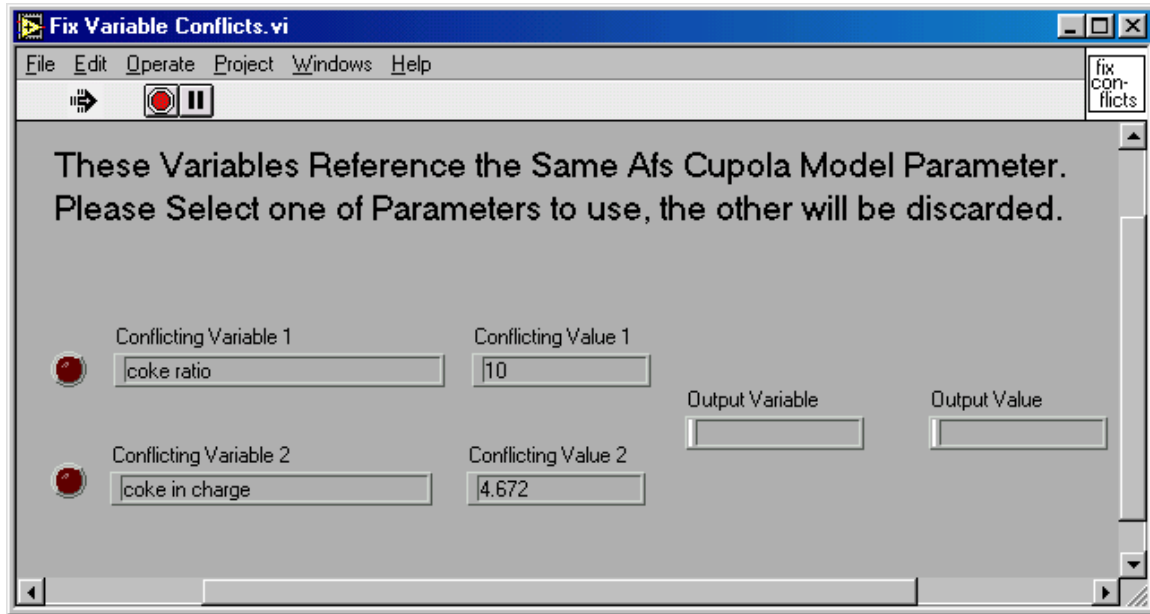 Fix Variable Conflicts.vi
File Edit Operate Project Windows Help
fix
con-
flicts
These Variables Reference the Same Afs Cupola Model Parameter.
Please Select one of Parameters to use, the other will be discarded.
Conflicting Variable 1 Conflicting Value 1
coke ratio 10
Output Variable Output Value
Conflicting Variable 2 Conflicting Value 2
coke in charge 4.672